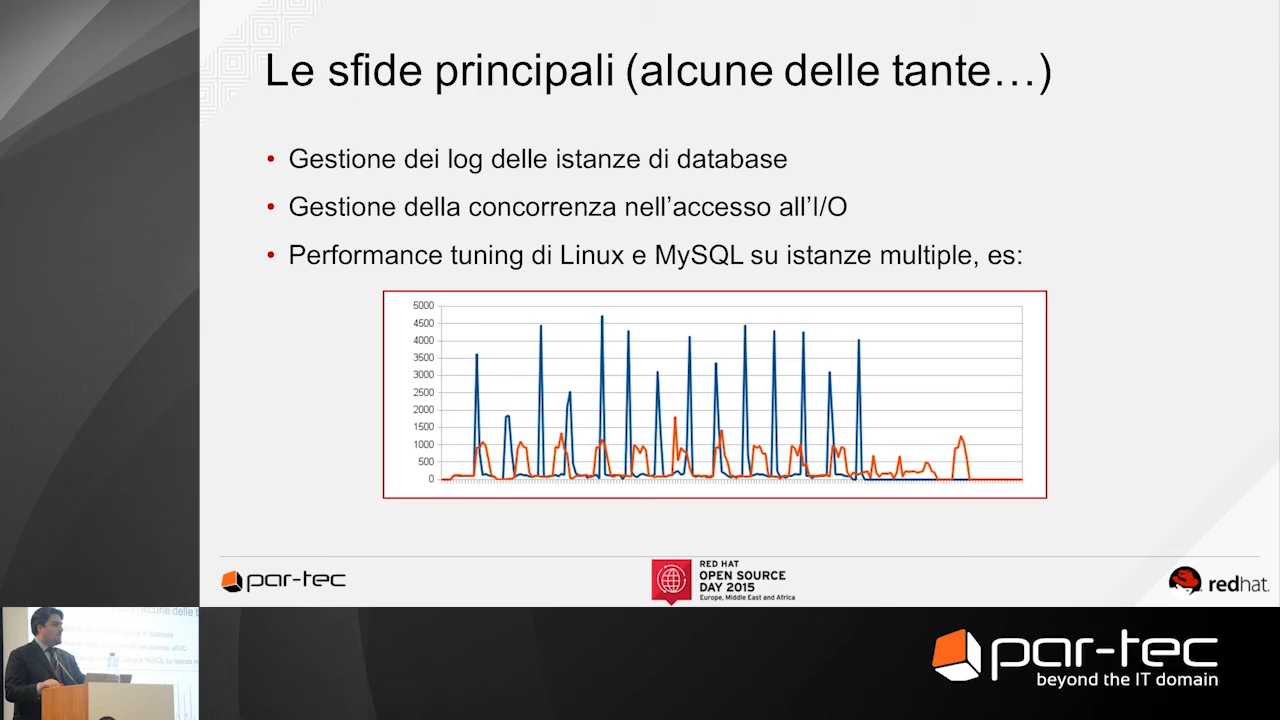 Le sfide principali (alcune delle tante…)
• Gestione dei log delle istanze di database
• Gestione della concorrenza nell’accesso all’I/O
• Performance tuning di Linux e MySQL su istanze multiple, es:
5000
4500
4000
3500
3000
2500
2000
1500
1000
500
0
par-tec
RED HAT
OPEN SOURCE
DAY 2015
Europe, Middle East and Africa
redhat.
par-tec
beyond the IT domain